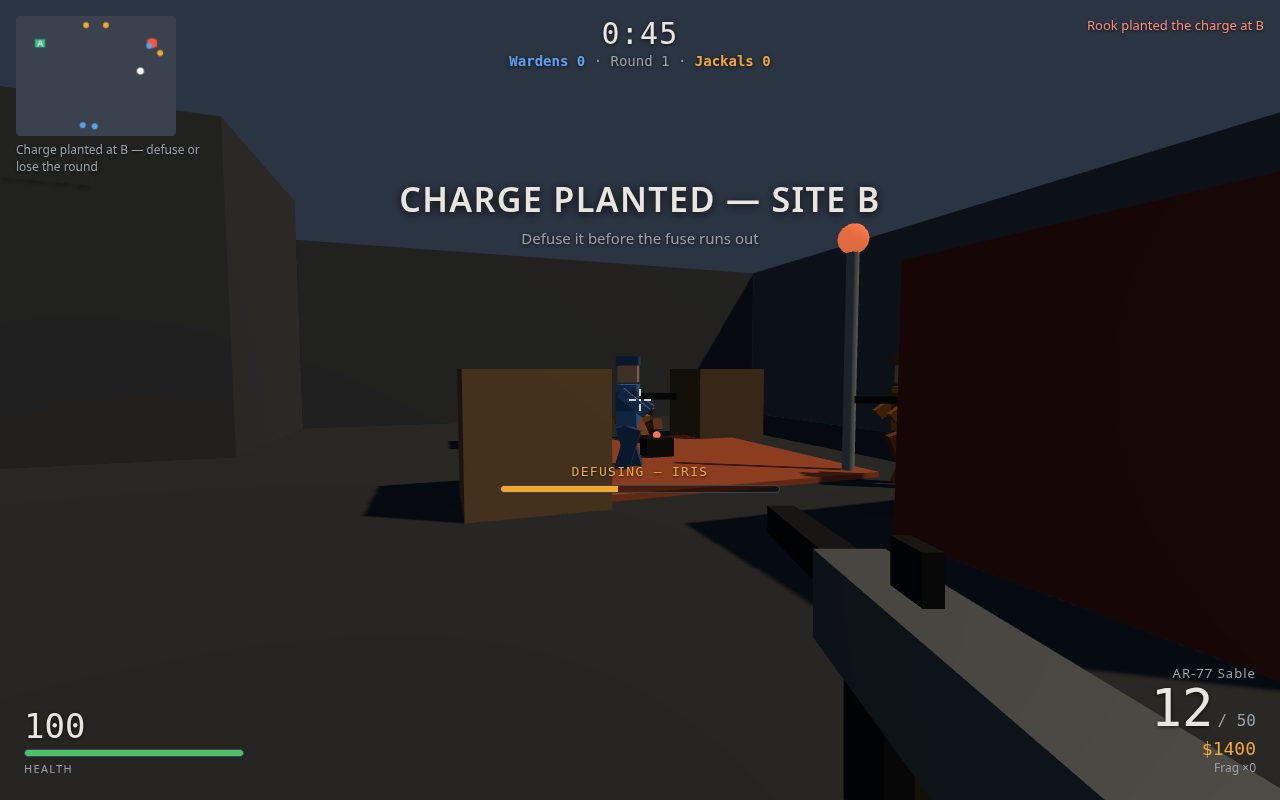 A
Charge planted at B — defuse or
lose the round
0:45
Wardens 0 · Round 1 · Jackals 0
Rook planted the charge at B
CHARGE PLANTED — SITE B
Defuse it before the fuse runs out
DEFUSING — IRIS
100
HEALTH
AR-77 Sable
12 / 50
$1400
Frag ×0